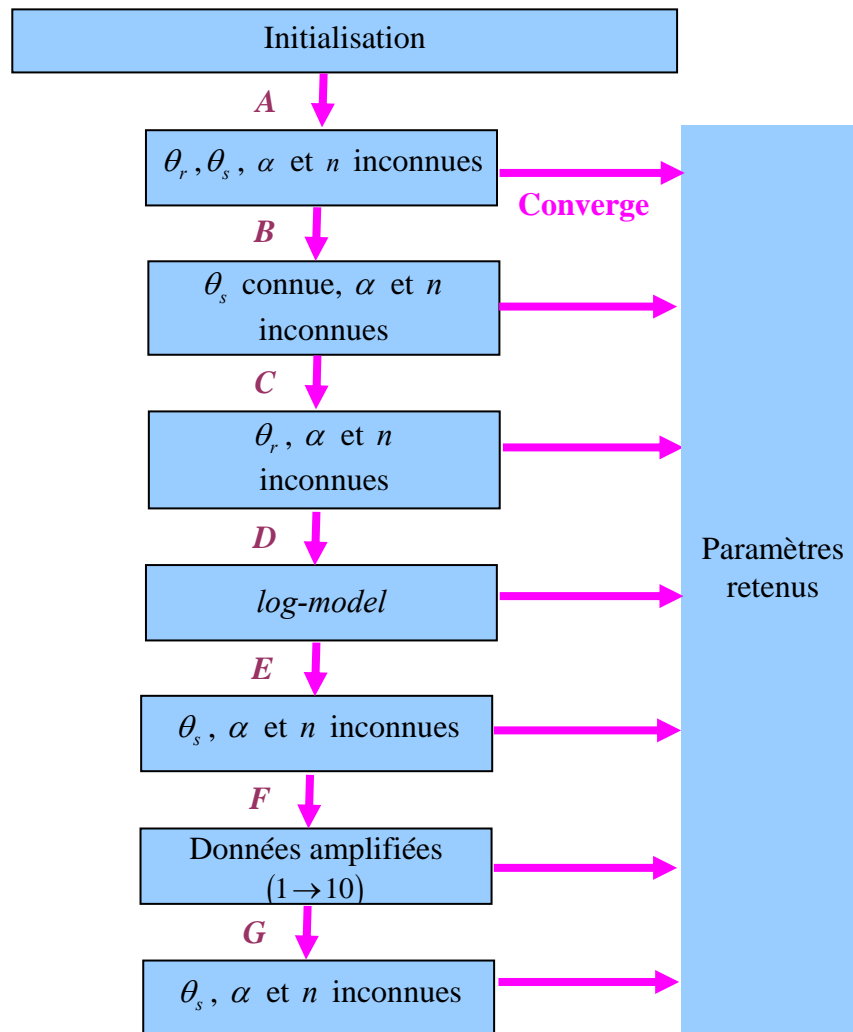 Initialisation
A
θr , θs , α et n inconnues
Converge
B
θs connue, α et n
inconnues
C
θr , α et n
inconnues
D
log-model
E
θs , α et n inconnues
F
Données amplifiées
(1→10)
G
θs , α et n inconnues
Paramètres
retenus